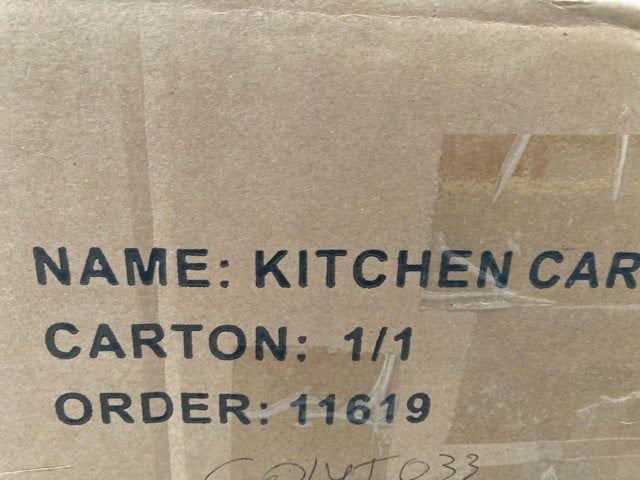 NAME: KITCHEN CAR
CARTON: 1/1
ORDER: 11619